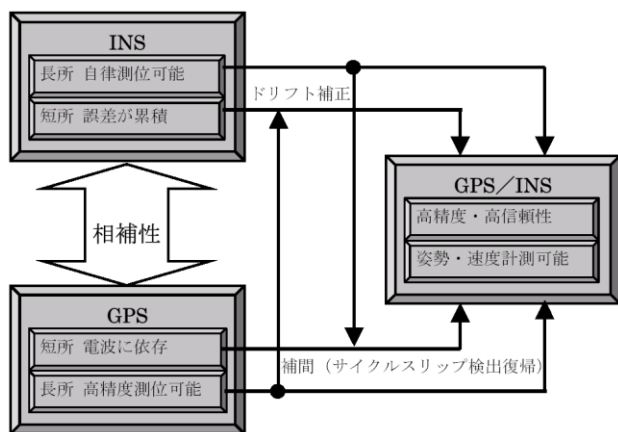 INS
長所 自律測位可能
短所 誤差が累積
ドリフト補正
相補性
GPS/INS
高精度・高信頼性
姿勢・速度計測可能
GPS
短所 電波に依存
長所 高精度測位可能
補間(サイクルスリップ検出復帰)